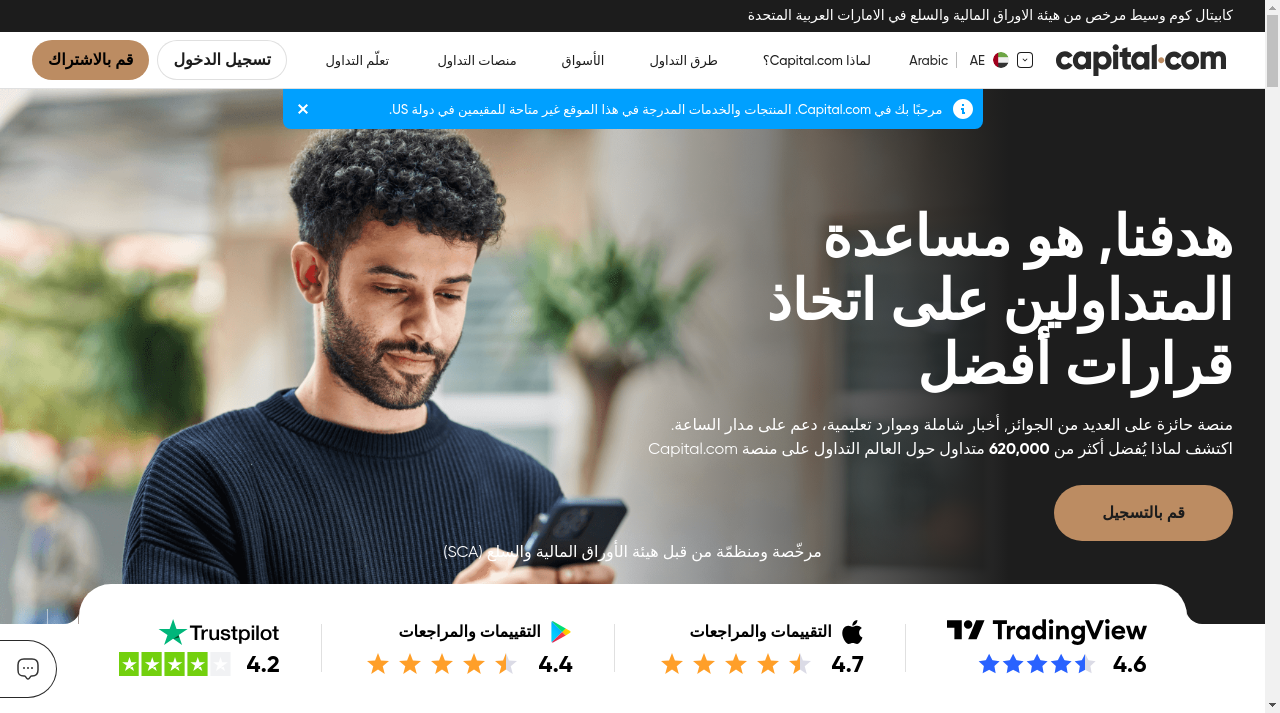 كابيتال كوم وسيط مرخص من هيئة الاوراق المالية والسلع في الامارات العربية المتحدة
capital.com
AE
Arabic
لماذا Capital.com؟
طرق التداول
الأسواق
منصات التداول
تعلّم التداول
تسجيل الدخول
قم بالاشتراك
مرحبًا بك في Capital.com. المنتجات والخدمات المدرجة في هذا الموقع غير متاحة للمقيمين في دولة US.
هدفنا, هو مساعدة
المتداولين على اتخاذ
قرارات أفضل
منصة حائزة على العديد من الجوائز, أخبار شاملة وموارد تعليمية، دعم على مدار الساعة.
اكتشف لماذا يُفضل أكثر من 620,000 متداول حول العالم التداول على منصة Capital.com
قم بالتسجيل
مرخّصة ومنظمّة من قبل هيئة الأوراق المالية والسلع (SCA)
TradingView
4.6
التقييمات والمراجعات
4.7
التقييمات والمراجعات
4.4
Trustpilot
4.2